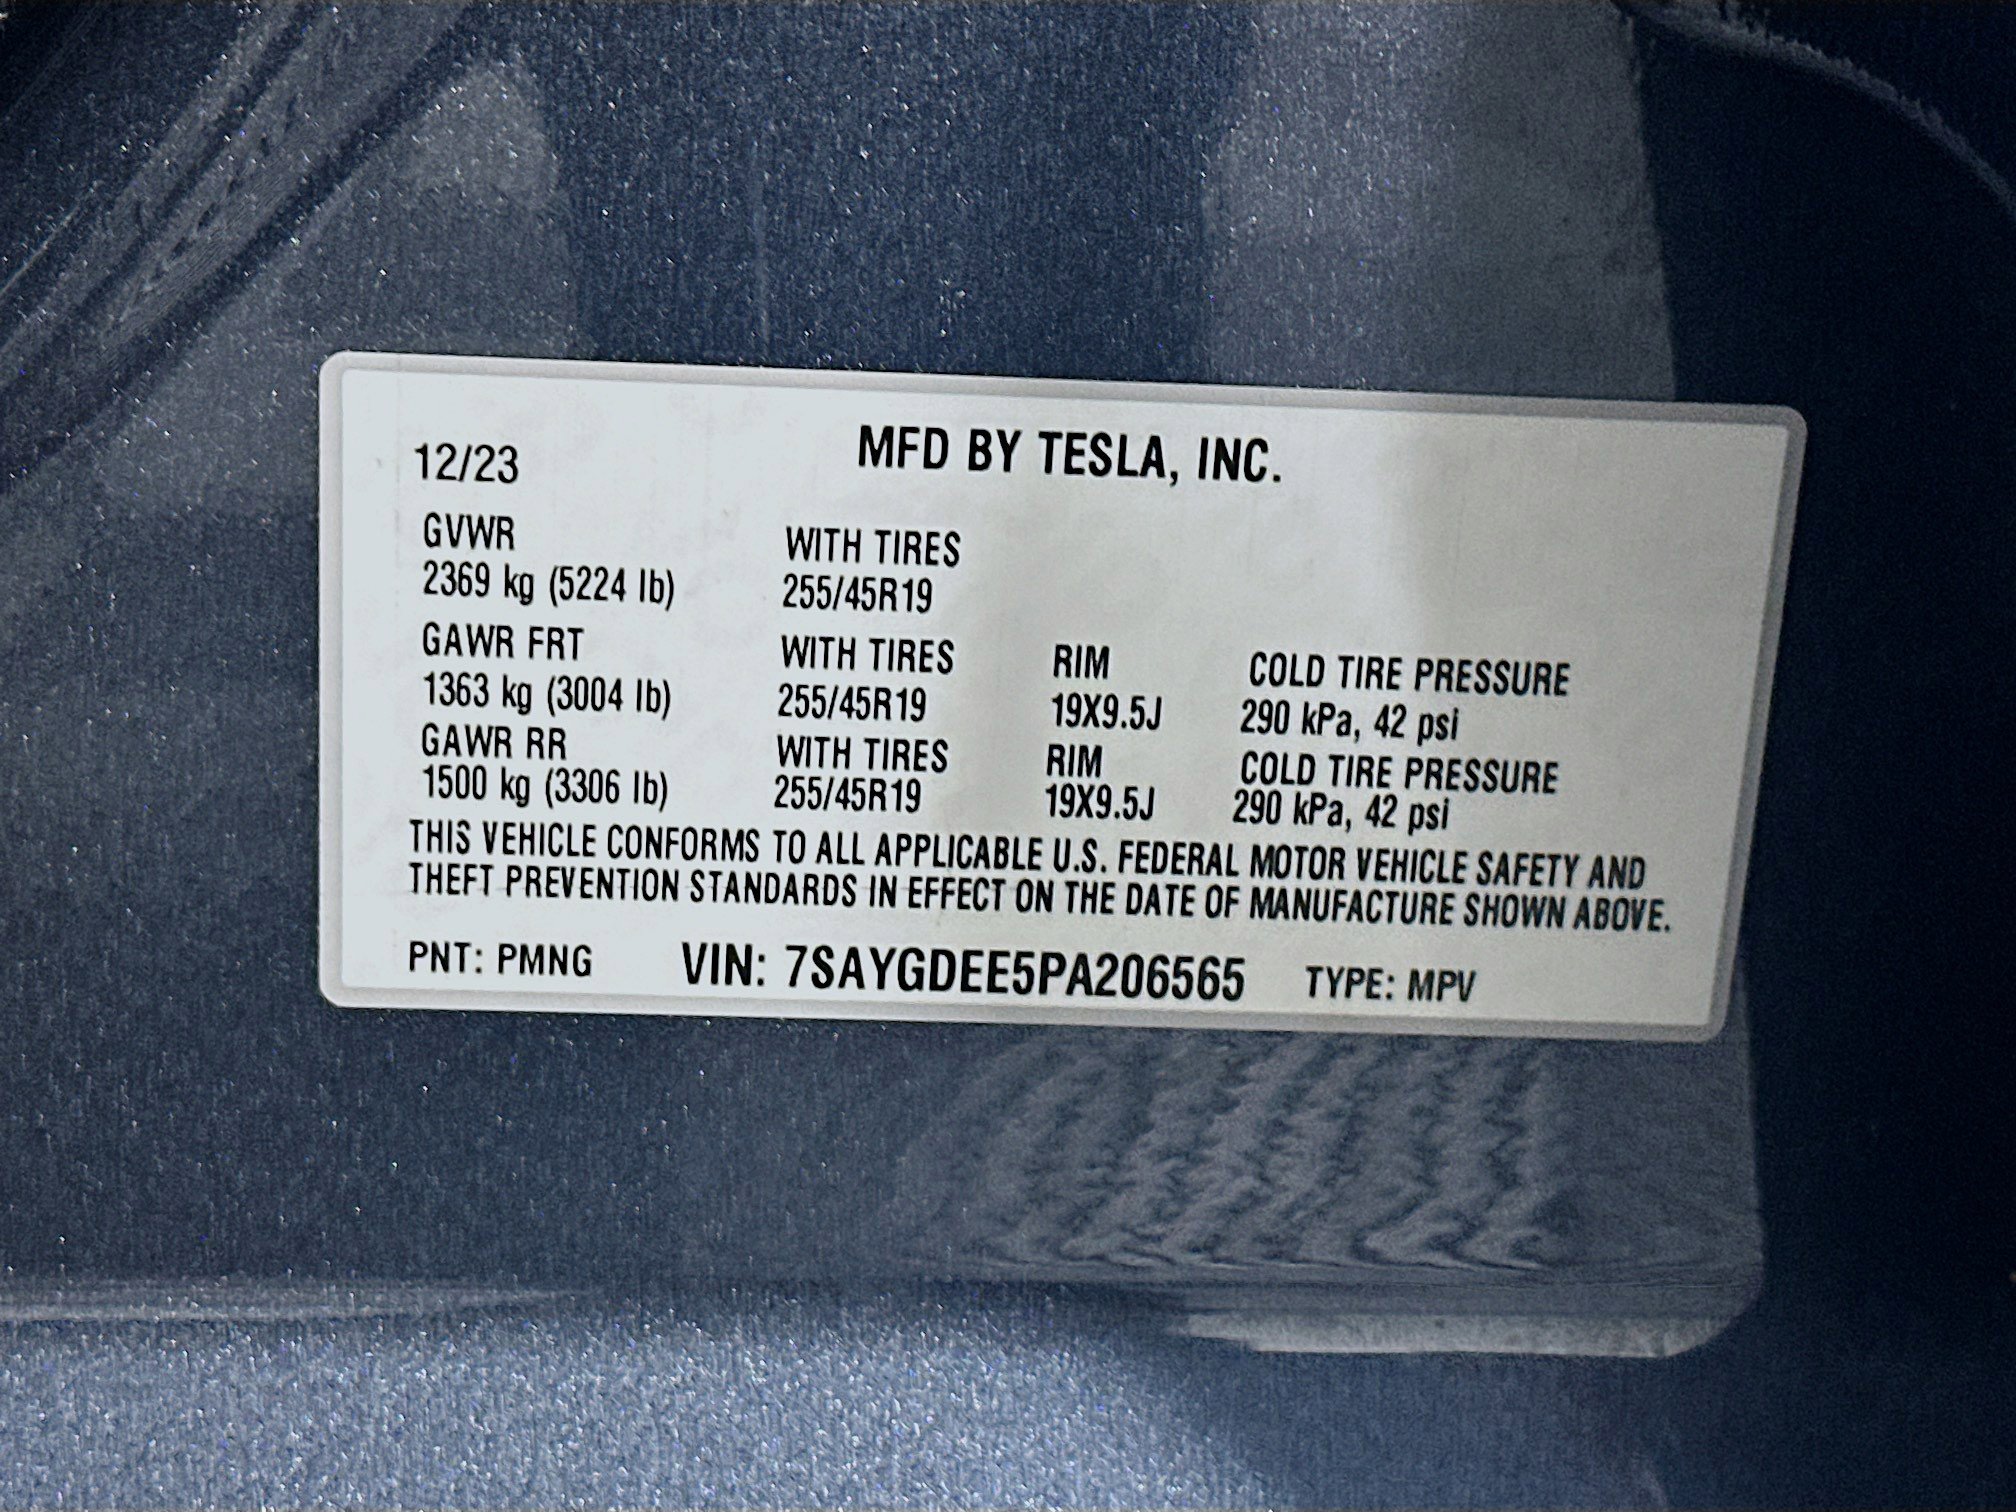 12/23 MFD BY TESLA, INC.
GVWR WITH TIRES
2369 kg (5224 lb) 255/45R19
GAWR FRT WITH TIRES RIM COLD TIRE PRESSURE
1363 kg (3004 lb) 255/45R19 19X9.5J 290 kPa, 42 psi
GAWR RR WITH TIRES RIM COLD TIRE PRESSURE
1500 kg (3306 lb) 255/45R19 19X9.5J 290 kPa, 42 psi
THIS VEHICLE CONFORMS TO ALL APPLICABLE U.S. FEDERAL MOTOR VEHICLE SAFETY AND
THEFT PREVENTION STANDARDS IN EFFECT ON THE DATE OF MANUFACTURE SHOWN ABOVE.
PNT: PMNG VIN: 7SAYGDEE5PA206565 TYPE: MPV